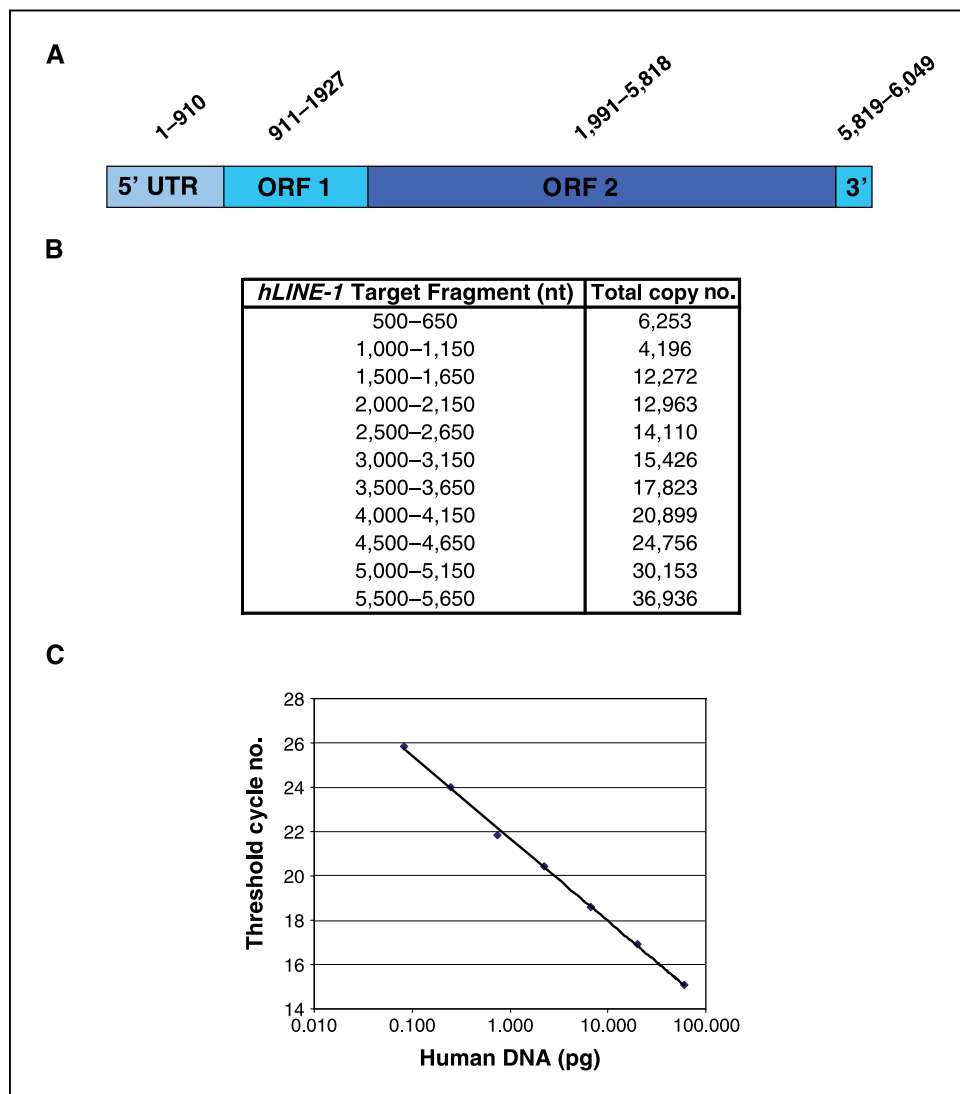 A
1–910
911–1927
1,991–5,818
5,819–6,049
5’ UTR
ORF 1
ORF 2
3’
B
hLINE-1 Target Fragment (nt) Total copy no.
500–650 6,253
1,000–1,150 4,196
1,500–1,650 12,272
2,000–2,150 12,963
2,500–2,650 14,110
3,000–3,150 15,426
3,500–3,650 17,823
4,000–4,150 20,899
4,500–4,650 24,756
5,000–5,150 30,153
5,500–5,650 36,936
C
Threshold cycle no.
28
26
24
22
20
18
16
14
0.010 0.100 1.000 10.000 100.000
Human DNA (pg)